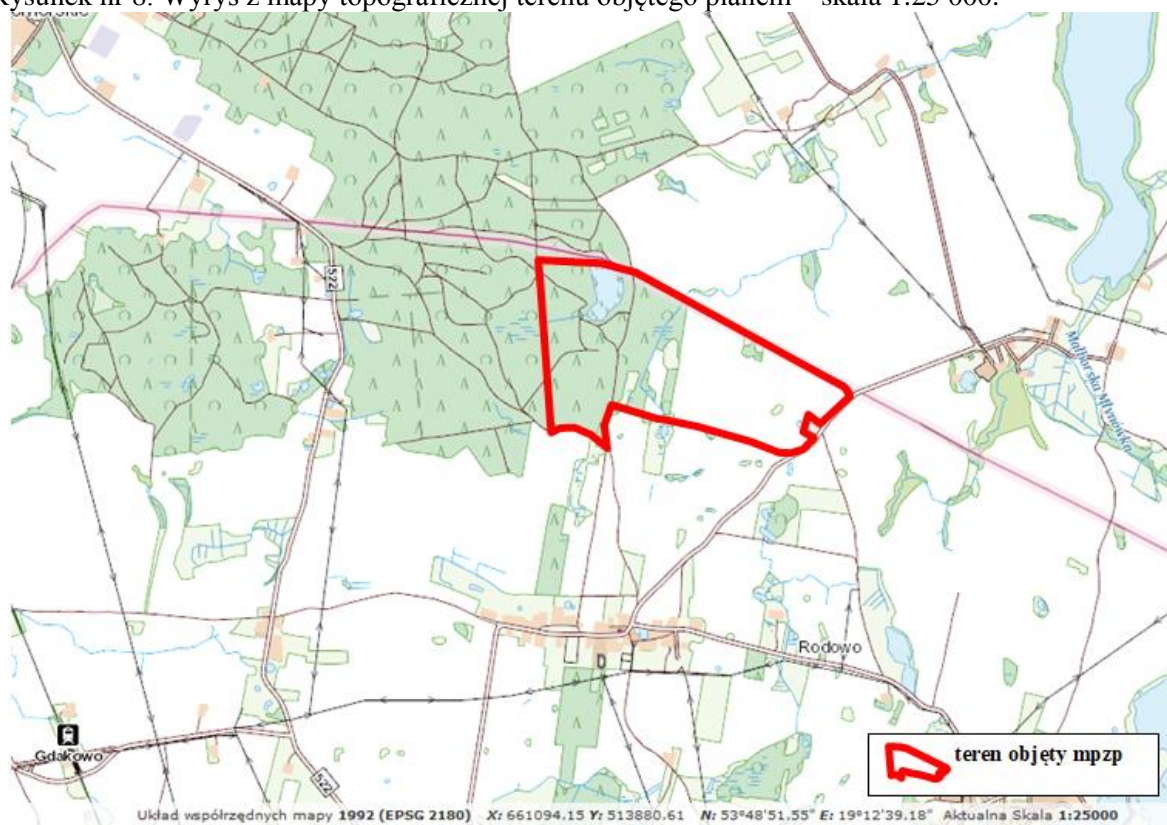 Rysunek nr 8. Wyrys z mapy topograficznej terenu objętego planem – skala 1:25 000.
522
Malborska Młynówka
Rodowo
D
Gdakowo
522
teren objęty mpzp
Układ współrzędnych mapy 1992 (EPSG 2180) X: 661094.15 Y: 513880.61 N: 53°48'51.55" E: 19°12'39.18" Aktualna Skala 1:25000